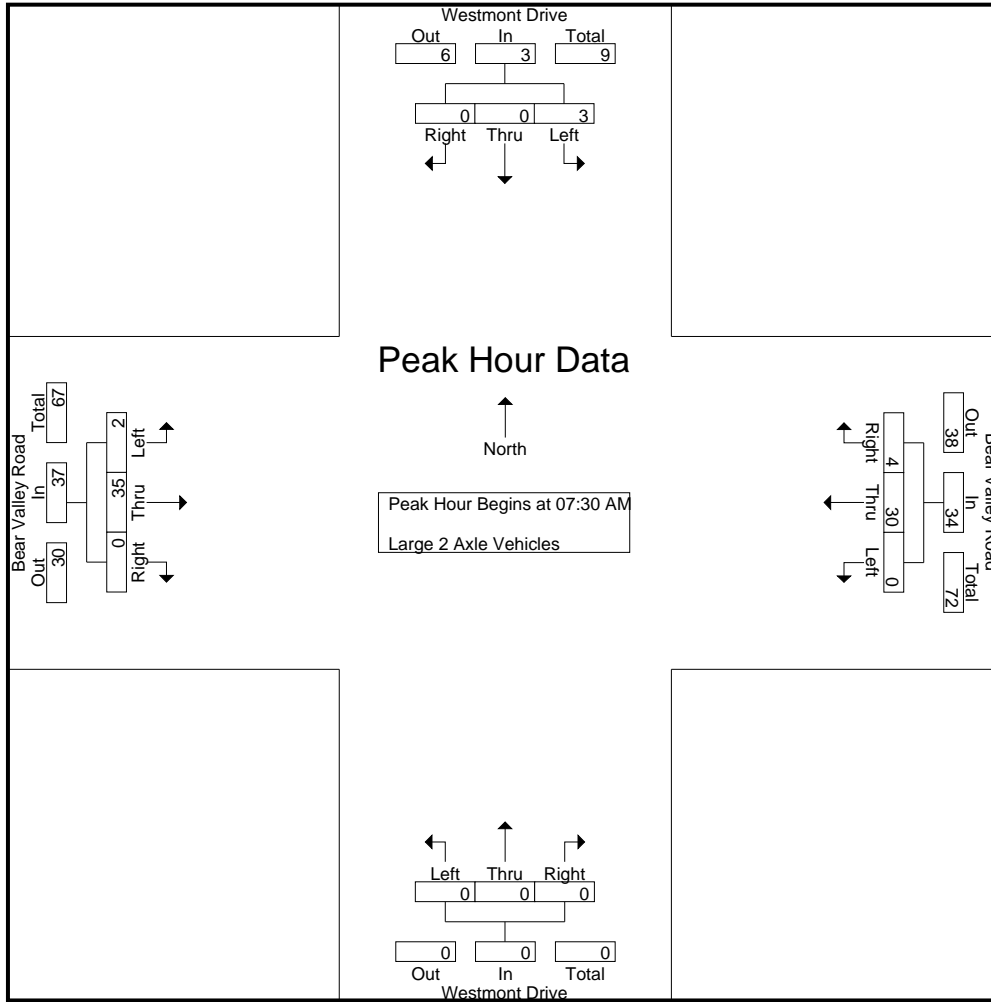 Westmont Drive
Out In Total
6 3 9
0 0 3
Right Thru Left
Peak Hour Data
North
Peak Hour Begins at 07:30 AM
Large 2 Axle Vehicles
Bear Valley Road
Total In Out
67 37 30
2 35 0
Left Thru Right
Right Thru Left
4 30 0
Out In Total
38 34 72
Bear Valley Road
Left Thru Right
0 0 0
0 0 0
Out In Total
Westmont Drive